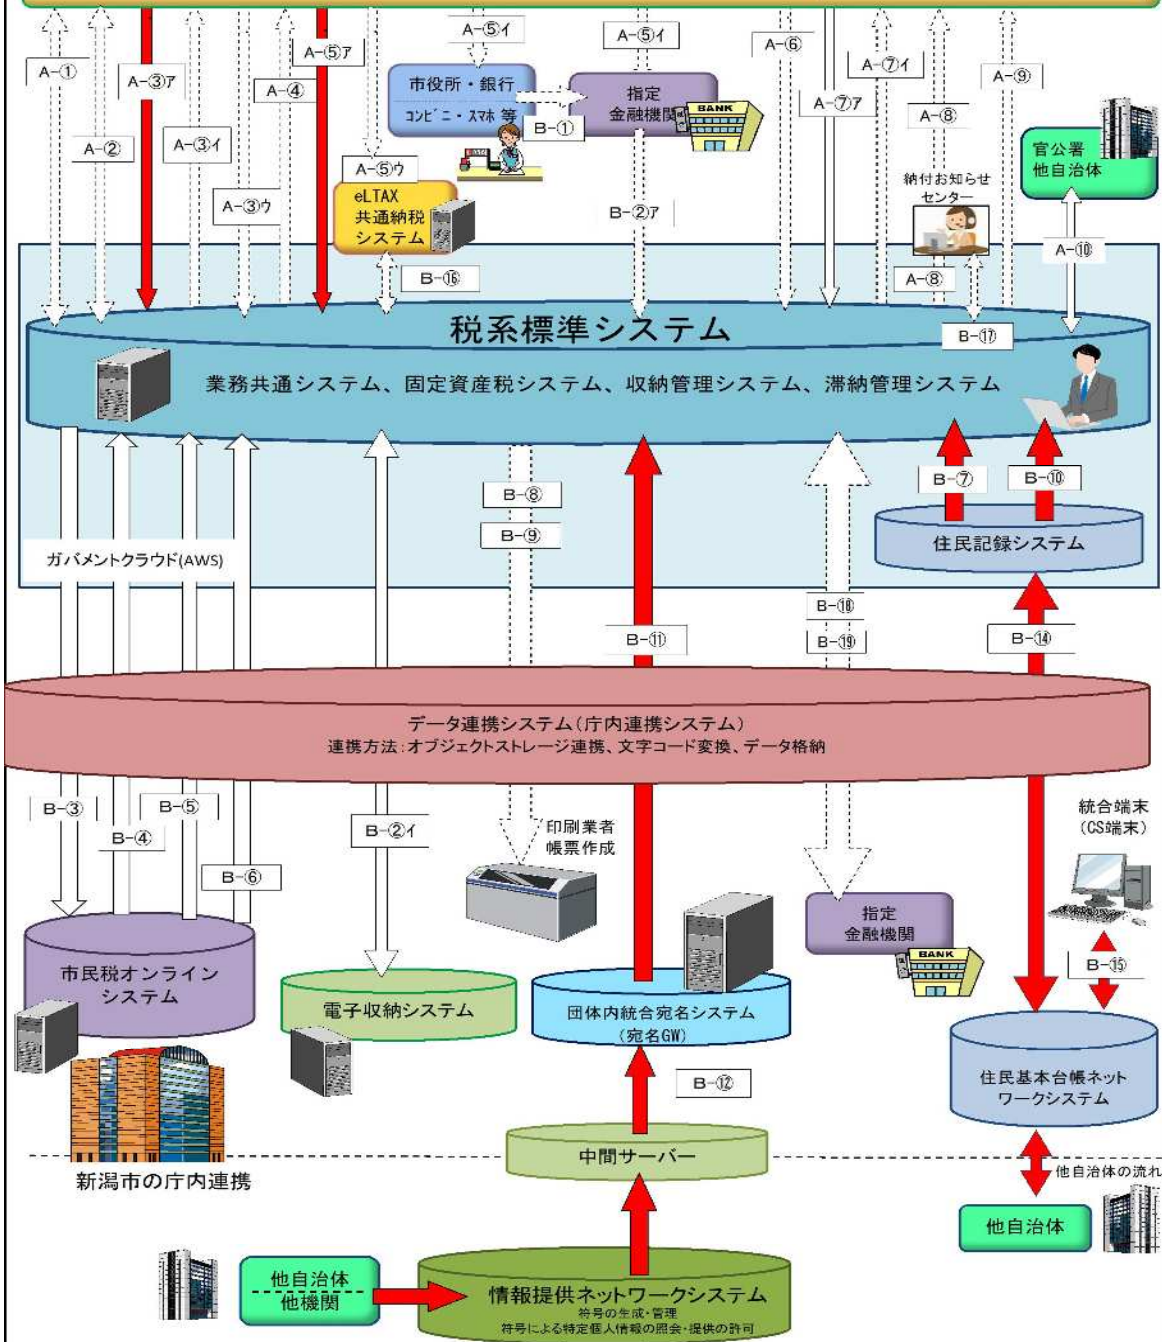 A-①
A-②
A-③ア
A-③イ
A-③ウ
A-④
A-⑤ア
A-⑤イ
A-⑤イ
A-⑥
A-⑦ア
A-⑦イ
A-⑧
A-⑨
市役所・銀行
コンビニ・スマホ 等
B-①
指定
金融機関
BANK
A-⑤ウ
eLTAX
共通納税
システム
B-⑯
B-②ア
納付お知らせ
センター
A-⑧
B-⑰
官公署
他自治体
A-⑩
税系標準システム
業務共通システム、固定資産税システム、収納管理システム、滞納管理システム
B-⑦
B-⑩
住民記録システム
B-⑧
B-⑨
ガバメントクラウド(AWS)
B-⑪
B-⑱
B-⑲
B-⑭
データ連携システム(庁内連携システム)
連携方法：オブジェクトストレージ連携、文字コード変換、データ格納
B-③
B-④
B-⑤
B-⑥
B-②イ
印刷業者
帳票作成
統合端末
(CS端末)
B-⑮
指定
金融機関
BANK
市民税オンライン
システム
電子収納システム
団体内統合宛名システム
(宛名GW)
住民基本台帳ネット
ワークシステム
B-⑫
中間サーバー
新潟市の庁内連携
他自治体の流れ
他自治体
他自治体
他機関
情報提供ネットワークシステム
符号の生成・管理
符号による特定個人情報の照会・提供の許可